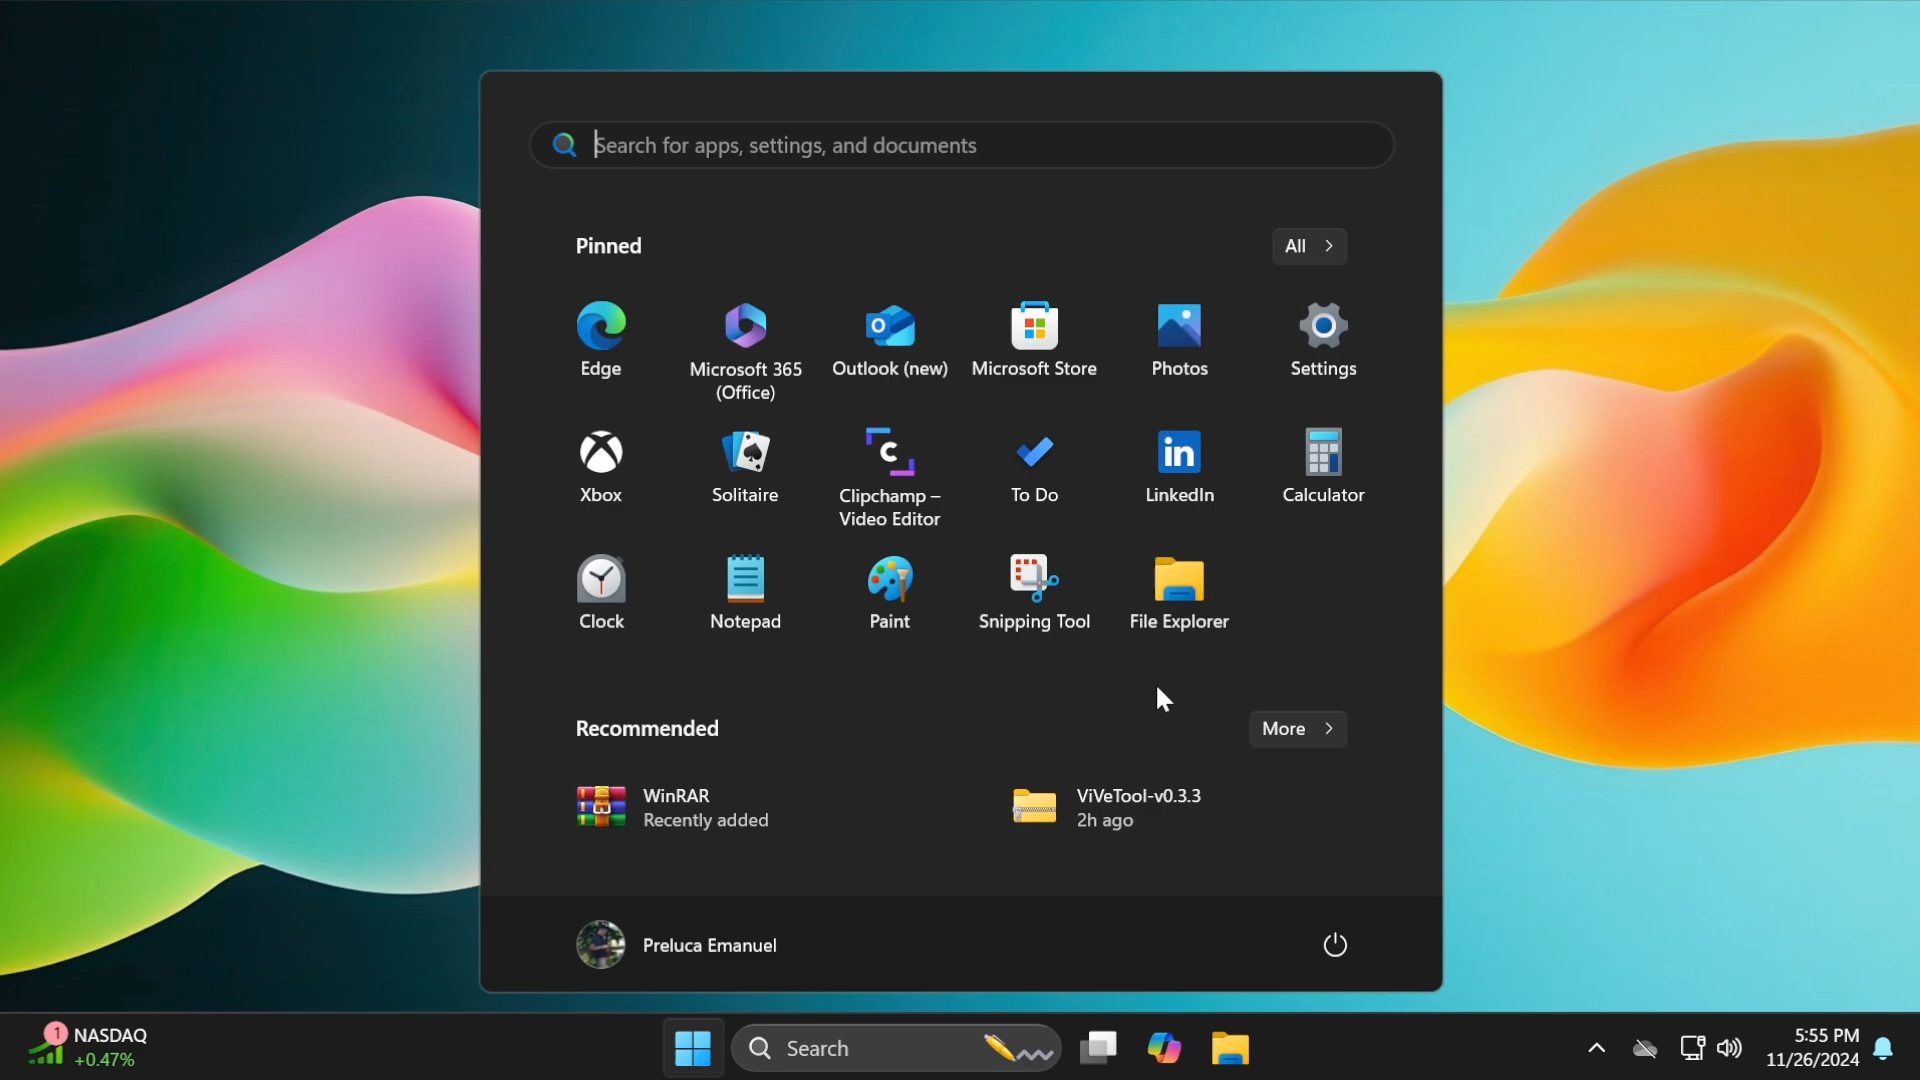 Search for apps, settings, and documents
Pinned
All
Edge
Microsoft 365
(Office)
Outlook (new)
Microsoft Store
Photos
Settings
Xbox
Solitaire
Clipchamp –
Video Editor
To Do
LinkedIn
Calculator
Clock
Notepad
Paint
Snipping Tool
File Explorer
Recommended
More
WinRAR
Recently added
ViVeTool-v0.3.3
2h ago
Preluca Emanuel
1
NASDAQ
+0.47%
Search
5:55 PM
11/26/2024